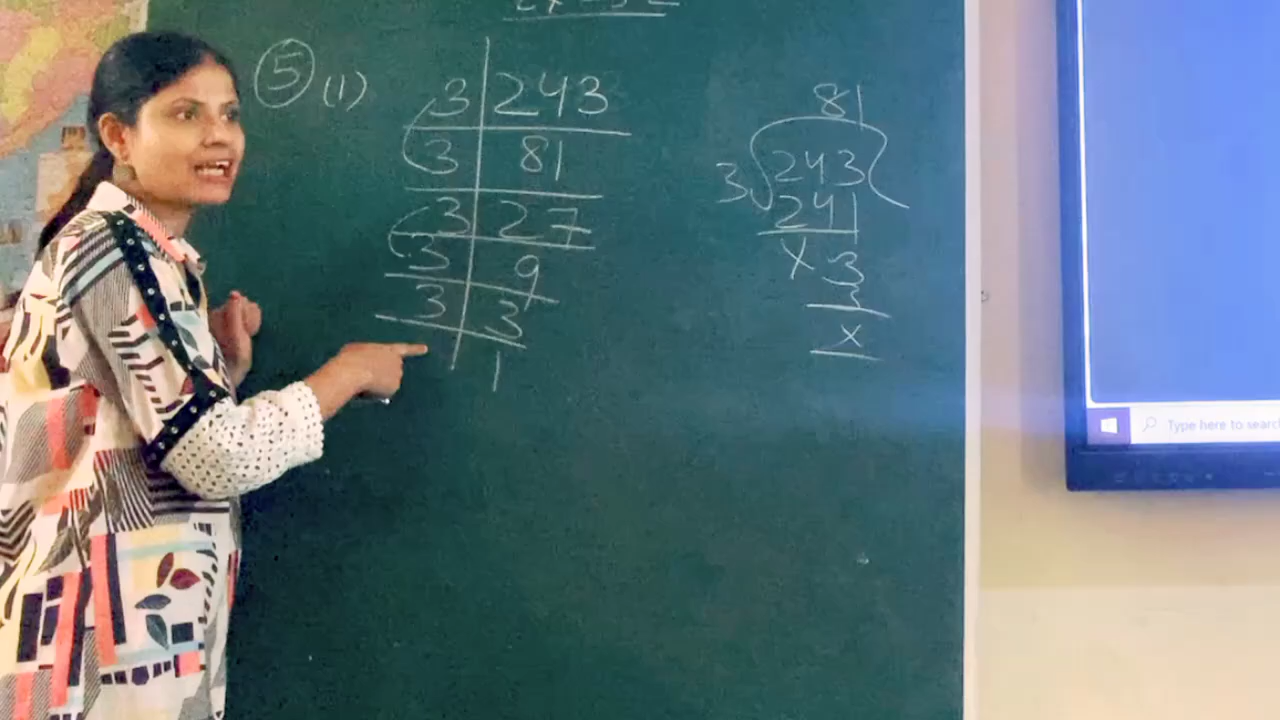 5 (1)
3 | 243
3 | 81
3 | 27
3 | 9
3 | 3
1
81
3 243
241
x 3
3
x
Type here to search